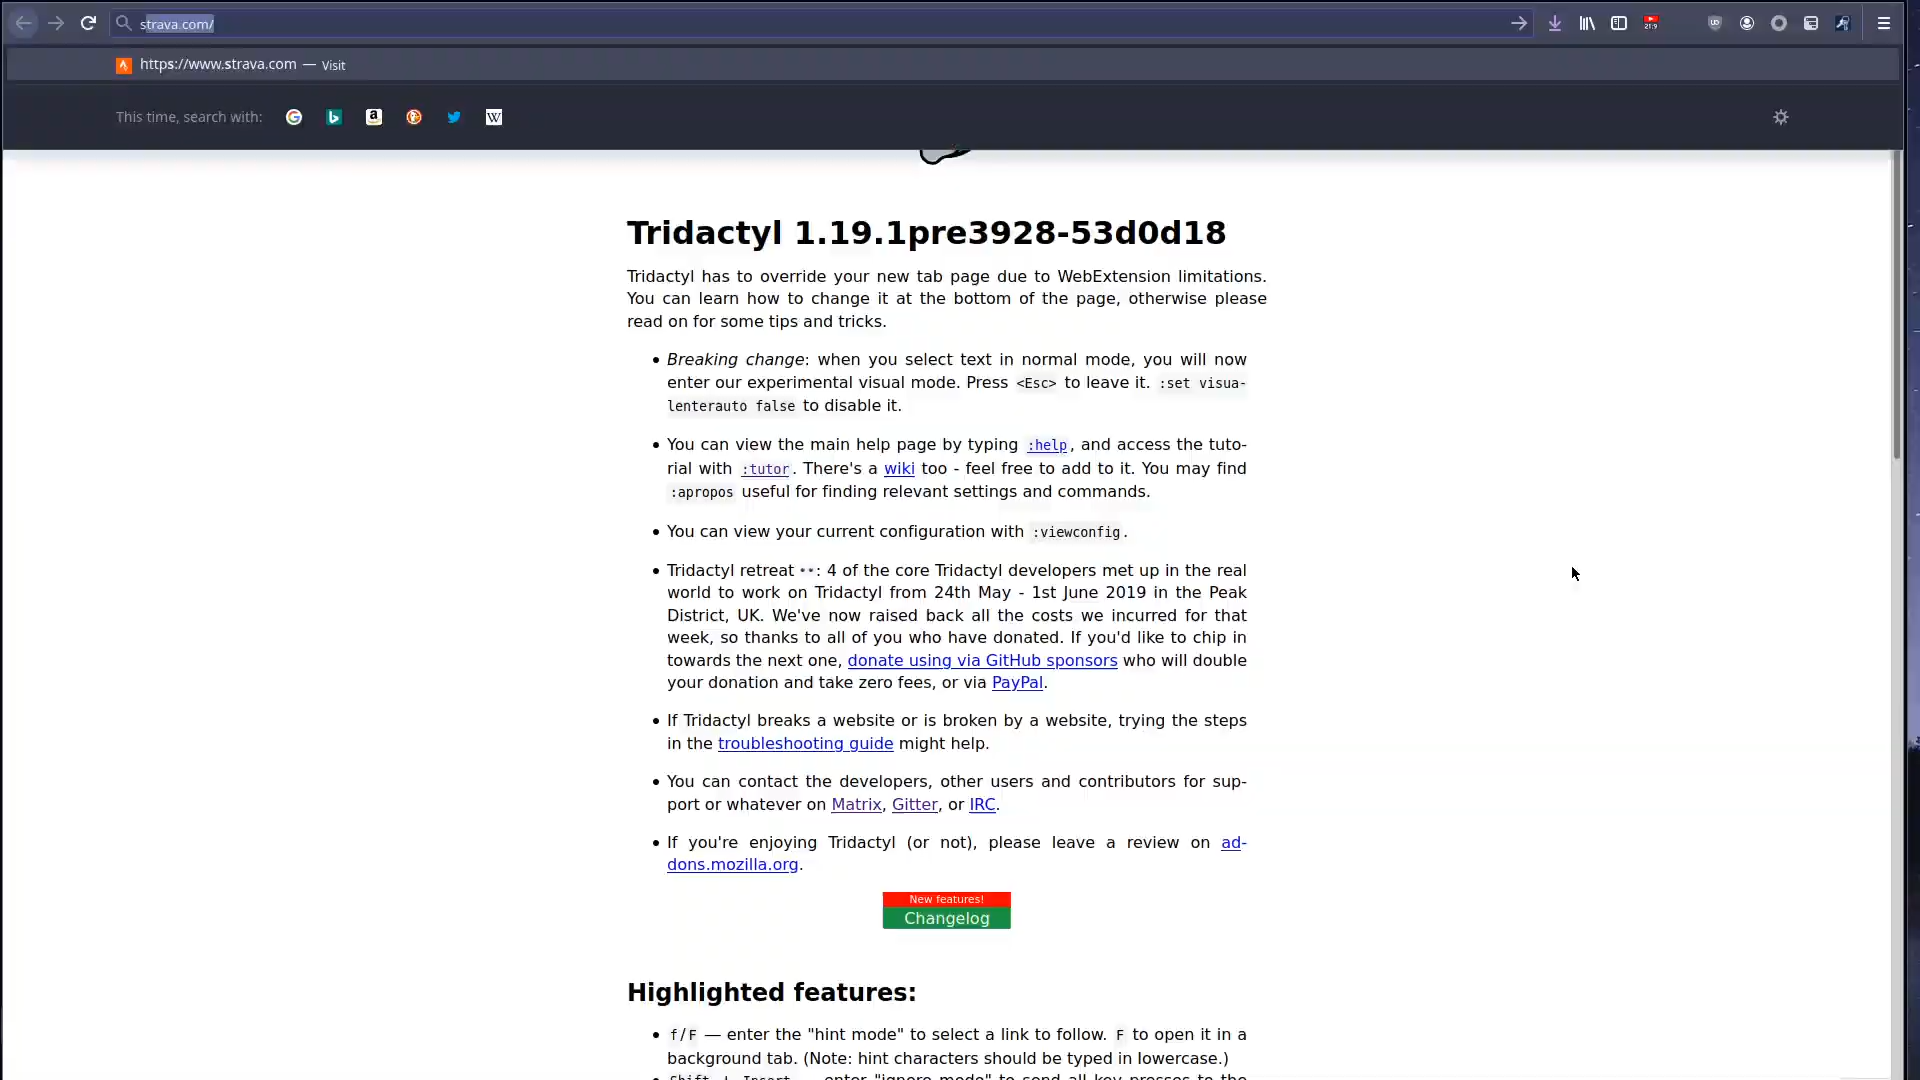 strava.com/
21:9
https://www.strava.com — Visit
This time, search with:
Tridactyl 1.19.1pre3928-53d0d18
Tridactyl has to override your new tab page due to WebExtension limitations.
You can learn how to change it at the bottom of the page, otherwise please
read on for some tips and tricks.
• Breaking change: when you select text in normal mode, you will now
enter our experimental visual mode. Press <Esc> to leave it. :set visua-
lenterauto false to disable it.
• You can view the main help page by typing :help, and access the tuto-
rial with :tutor. There's a wiki too - feel free to add to it. You may find
:apropos useful for finding relevant settings and commands.
• You can view your current configuration with :viewconfig.
• Tridactyl retreat ••: 4 of the core Tridactyl developers met up in the real
world to work on Tridactyl from 24th May - 1st June 2019 in the Peak
District, UK. We've now raised back all the costs we incurred for that
week, so thanks to all of you who have donated. If you'd like to chip in
towards the next one, donate using via GitHub sponsors who will double
your donation and take zero fees, or via PayPal.
• If Tridactyl breaks a website or is broken by a website, trying the steps
in the troubleshooting guide might help.
• You can contact the developers, other users and contributors for sup-
port or whatever on Matrix, Gitter, or IRC.
• If you're enjoying Tridactyl (or not), please leave a review on ad-
dons.mozilla.org.
New features!
Changelog
Highlighted features:
• f/F — enter the "hint mode" to select a link to follow. F to open it in a
background tab. (Note: hint characters should be typed in lowercase.)
• Shift + Insert — enter "ignore mode" to send all key presses to the